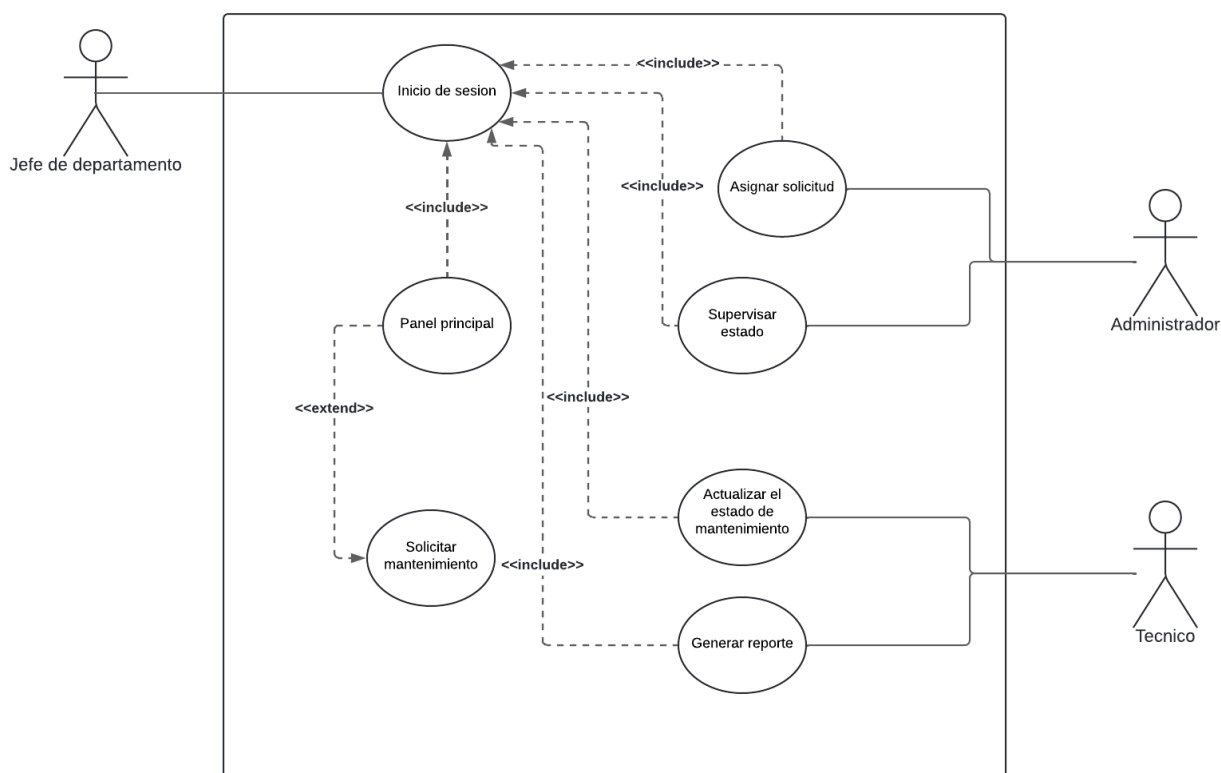 <<include>>
Inicio de sesion
Jefe de departamento
<<include>>
Asignar solicitud
<<include>>
Panel principal
Supervisar
estado
Administrador
<<include>>
<<extend>>
Actualizar el
estado de
mantenimiento
Solicitar
mantenimiento
<<include>>
Generar reporte
Tecnico